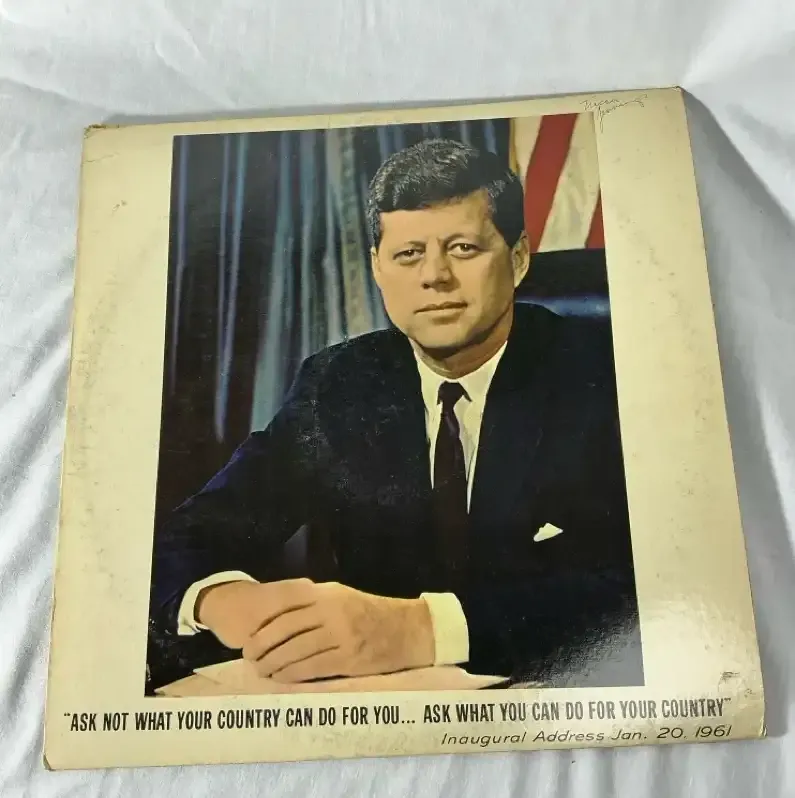 "ASK NOT WHAT YOUR COUNTRY CAN DO FOR YOU... ASK WHAT YOU CAN DO FOR YOUR COUNTRY"
Inaugural Address Jan. 20, 1961